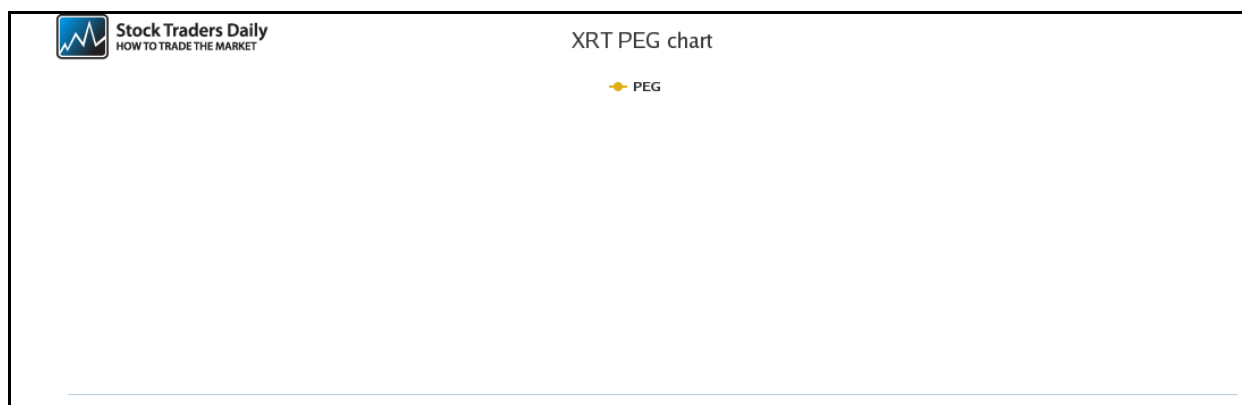 Stock Traders Daily
HOW TO TRADE THE MARKET
XRT PEG chart
PEG